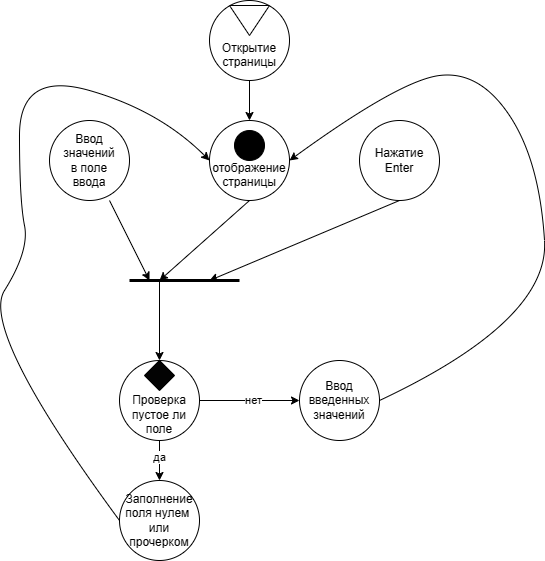 Открытие
страницы
Ввод
значений
в поле
ввода
отображение
страницы
Нажатие
Enter
Проверка
пустое ли
поле
нет
Ввод
введенных
значений
да
Заполнение
поля нулем
или
прочерком